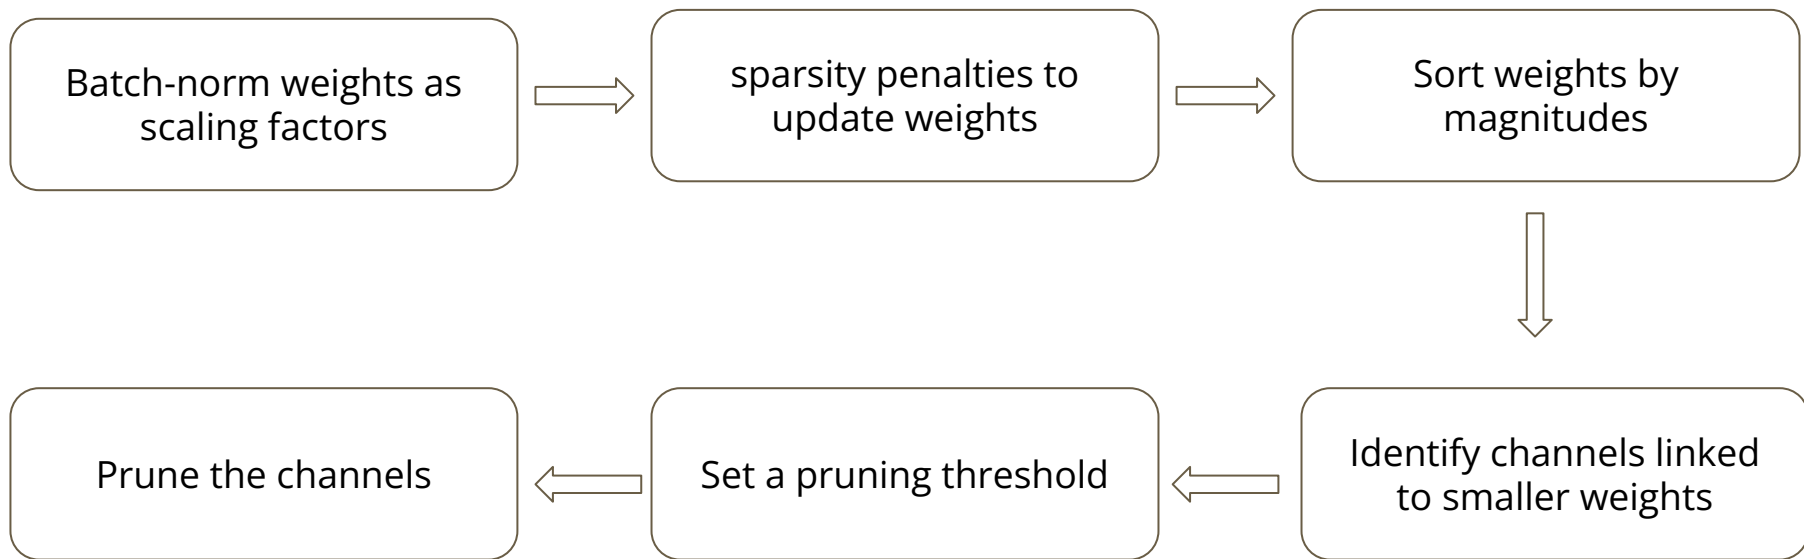 Batch-norm weights as
scaling factors
sparsity penalties to
update weights
Sort weights by
magnitudes
Identify channels linked
to smaller weights
Set a pruning threshold
Prune the channels